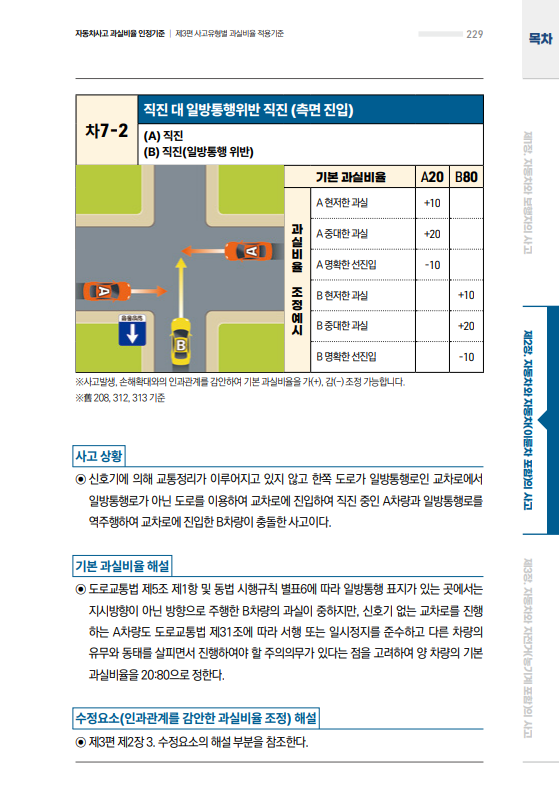 자동차사고 과실비율 인정기준 | 제3편 사고유형별 과실비율 적용기준
229
목차
차7-2
직진 대 일방통행위반 직진 (측면 진입)
(A) 직진
(B) 직진(일방통행 위반)
기본 과실비율 A20 B80
과실비율 조정예시
A 현저한 과실 +10
A 중대한 과실 +20
A 명확한 선진입 -10
B 현저한 과실 +10
B 중대한 과실 +20
B 명확한 선진입 -10
A
A
일방통행
B
※사고발생, 손해확대와의 인과관계를 감안하여 기본 과실비율을 가(+), 감(-) 조정 가능합니다.
※舊 208, 312, 313 기준
사고 상황
◉ 신호기에 의해 교통정리가 이루어지고 있지 않고 한쪽 도로가 일방통행로인 교차로에서
일방통행로가 아닌 도로를 이용하여 교차로에 진입하여 직진 중인 A차량과 일방통행로를
역주행하여 교차로에 진입한 B차량이 충돌한 사고이다.
기본 과실비율 해설
◉ 도로교통법 제5조 제1항 및 동법 시행규칙 별표6에 따라 일방통행 표지가 있는 곳에서는
지시방향이 아닌 방향으로 주행한 B차량의 과실이 중하지만, 신호기 없는 교차로를 진행
하는 A차량도 도로교통법 제31조에 따라 서행 또는 일시정지를 준수하고 다른 차량의
유무와 동태를 살피면서 진행하여야 할 주의의무가 있다는 점을 고려하여 양 차량의 기본
과실비율을 20:80으로 정한다.
수정요소(인과관계를 감안한 과실비율 조정) 해설
◉ 제3편 제2장 3. 수정요소의 해설 부분을 참조한다.
제1장. 자동차와 보행자의 사고
제2장. 자동차와 자동차(이륜차 포함)의 사고
제3장. 자동차와 자전거(농기계 포함)의 사고